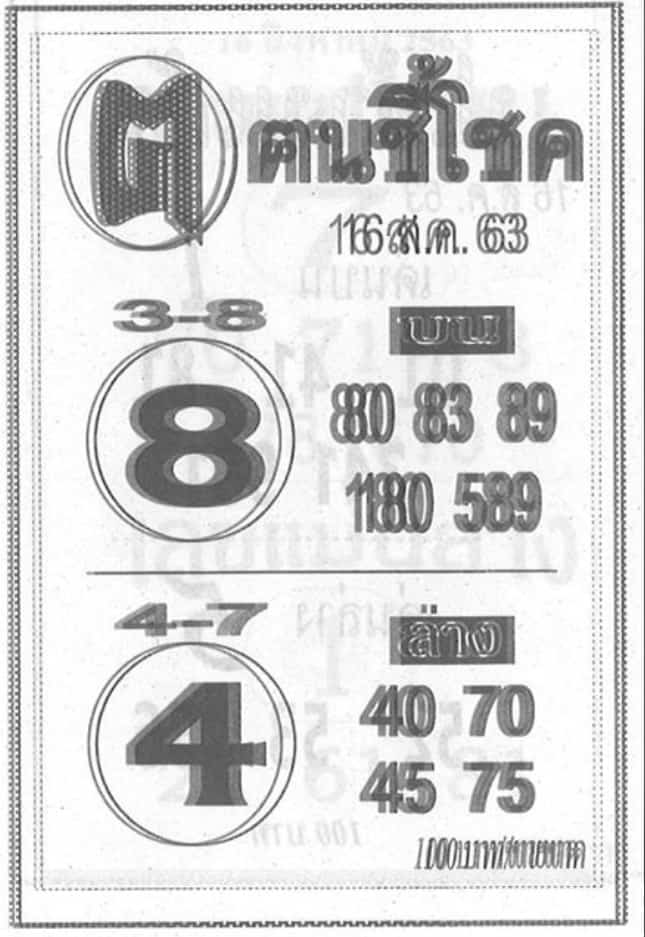 ฅ ฅนชี้โชค
16 ส.ค. 63
3-8 บน
8 80 83 89
180 589
4-7 ล่าง
4 40 70
45 75